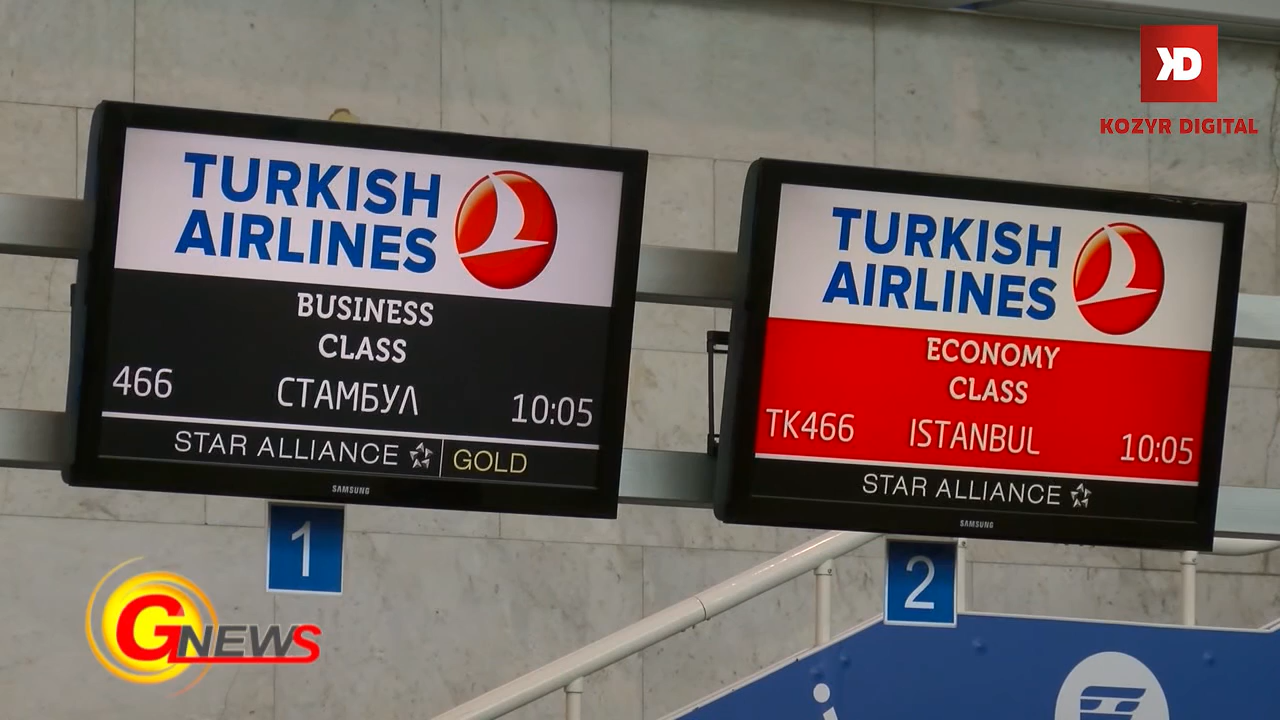 KOZYR DIGITAL
TURKISH
AIRLINES
BUSINESS
CLASS
466 СТАМБУЛ 10:05
STAR ALLIANCE GOLD
SAMSUNG
1
TURKISH
AIRLINES
ECONOMY
CLASS
TK466 ISTANBUL 10:05
STAR ALLIANCE
SAMSUNG
2
GNEWS
i